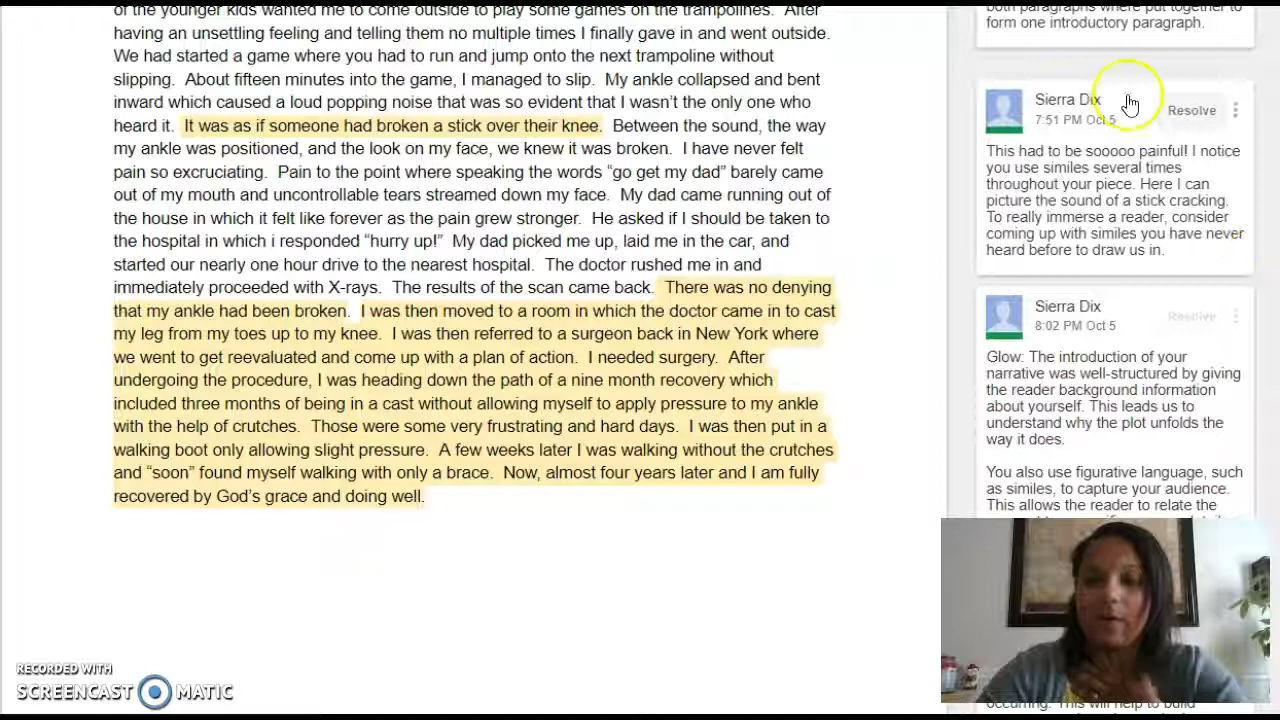 of the younger kids wanted me to come outside to play some games on the trampolines.  After
having an unsettling feeling and telling them no multiple times I finally gave in and went outside.
We had started a game where you had to run and jump onto the next trampoline without
slipping.  About fifteen minutes into the game, I managed to slip.  My ankle collapsed and bent
inward which caused a loud popping noise that was so evident that I wasn't the only one who
heard it.  It was as if someone had broken a stick over their knee.  Between the sound, the way
my ankle was positioned, and the look on my face, we knew it was broken.  I have never felt
pain so excruciating.  Pain to the point where speaking the words “go get my dad” barely came
out of my mouth and uncontrollable tears streamed down my face.  My dad came running out of
the house in which it felt like forever as the pain grew stronger.  He asked if I should be taken to
the hospital in which i responded “hurry up!”  My dad picked me up, laid me in the car, and
started our nearly one hour drive to the nearest hospital.  The doctor rushed me in and
immediately proceeded with X-rays.  The results of the scan came back.  There was no denying
that my ankle had been broken.  I was then moved to a room in which the doctor came in to cast
my leg from my toes up to my knee.  I was then referred to a surgeon back in New York where
we went to get reevaluated and come up with a plan of action.  I needed surgery.  After
undergoing the procedure, I was heading down the path of a nine month recovery which
included three months of being in a cast without allowing myself to apply pressure to my ankle
with the help of crutches.  Those were some very frustrating and hard days.  I was then put in a
walking boot only allowing slight pressure.  A few weeks later I was walking without the crutches
and “soon” found myself walking with only a brace.  Now, almost four years later and I am fully
recovered by God's grace and doing well.
both paragraphs where put together to
form one introductory paragraph.
Sierra Dix
7:51 PM Oct 5
Resolve
This had to be sooooo painful! I notice
you use similes several times
throughout your piece. Here I can
picture the sound of a stick cracking.
To really immerse a reader, consider
coming up with similes you have never
heard before to draw us in.
Sierra Dix
8:02 PM Oct 5
Resolve
Glow: The introduction of your
narrative was well-structured by giving
the reader background information
about yourself. This leads us to
understand why the plot unfolds the
way it does.
You also use figurative language, such
as similes, to capture your audience.
This allows the reader to relate the
occurring. This will help to build
RECORDED WITH
SCREENCAST MATIC